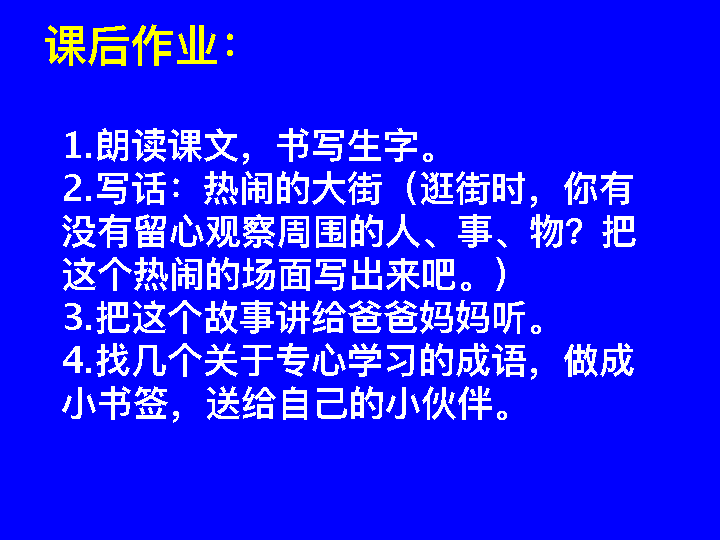 课后作业：
1.朗读课文，书写生字。
2.写话：热闹的大街（逛街时，你有
没有留心观察周围的人、事、物？把
这个热闹的场面写出来吧。）
3.把这个故事讲给爸爸妈妈听。
4.找几个关于专心学习的成语，做成
小书签，送给自己的小伙伴。